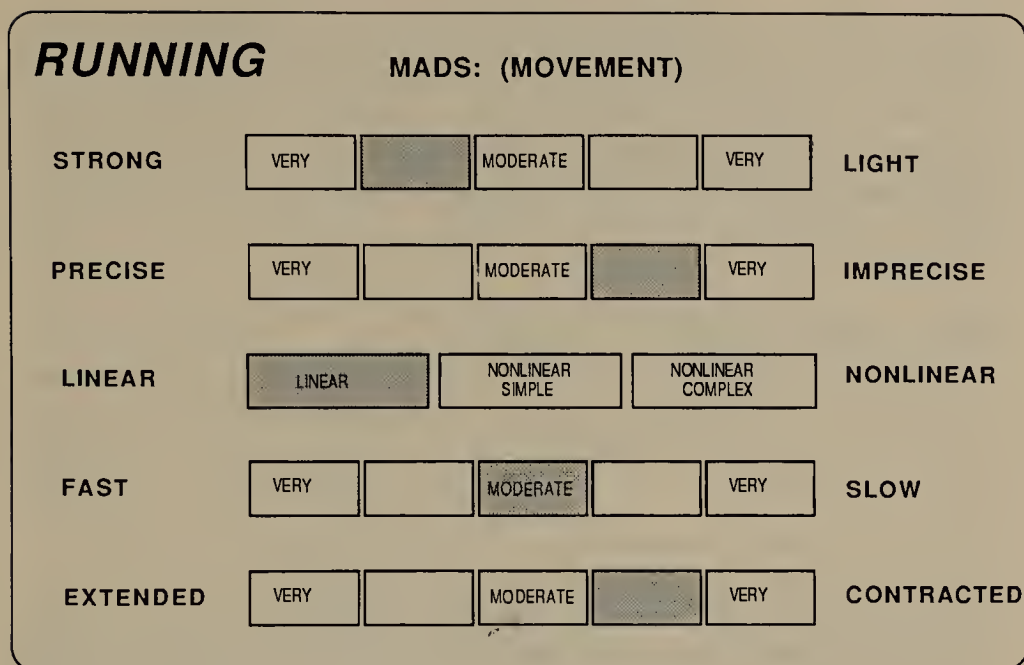 RUNNING MADS: (MOVEMENT)
STRONG VERY MODERATE VERY LIGHT
PRECISE VERY MODERATE VERY IMPRECISE
LINEAR LINEAR NONLINEAR SIMPLE NONLINEAR COMPLEX NONLINEAR
FAST VERY MODERATE VERY SLOW
EXTENDED VERY MODERATE VERY CONTRACTED